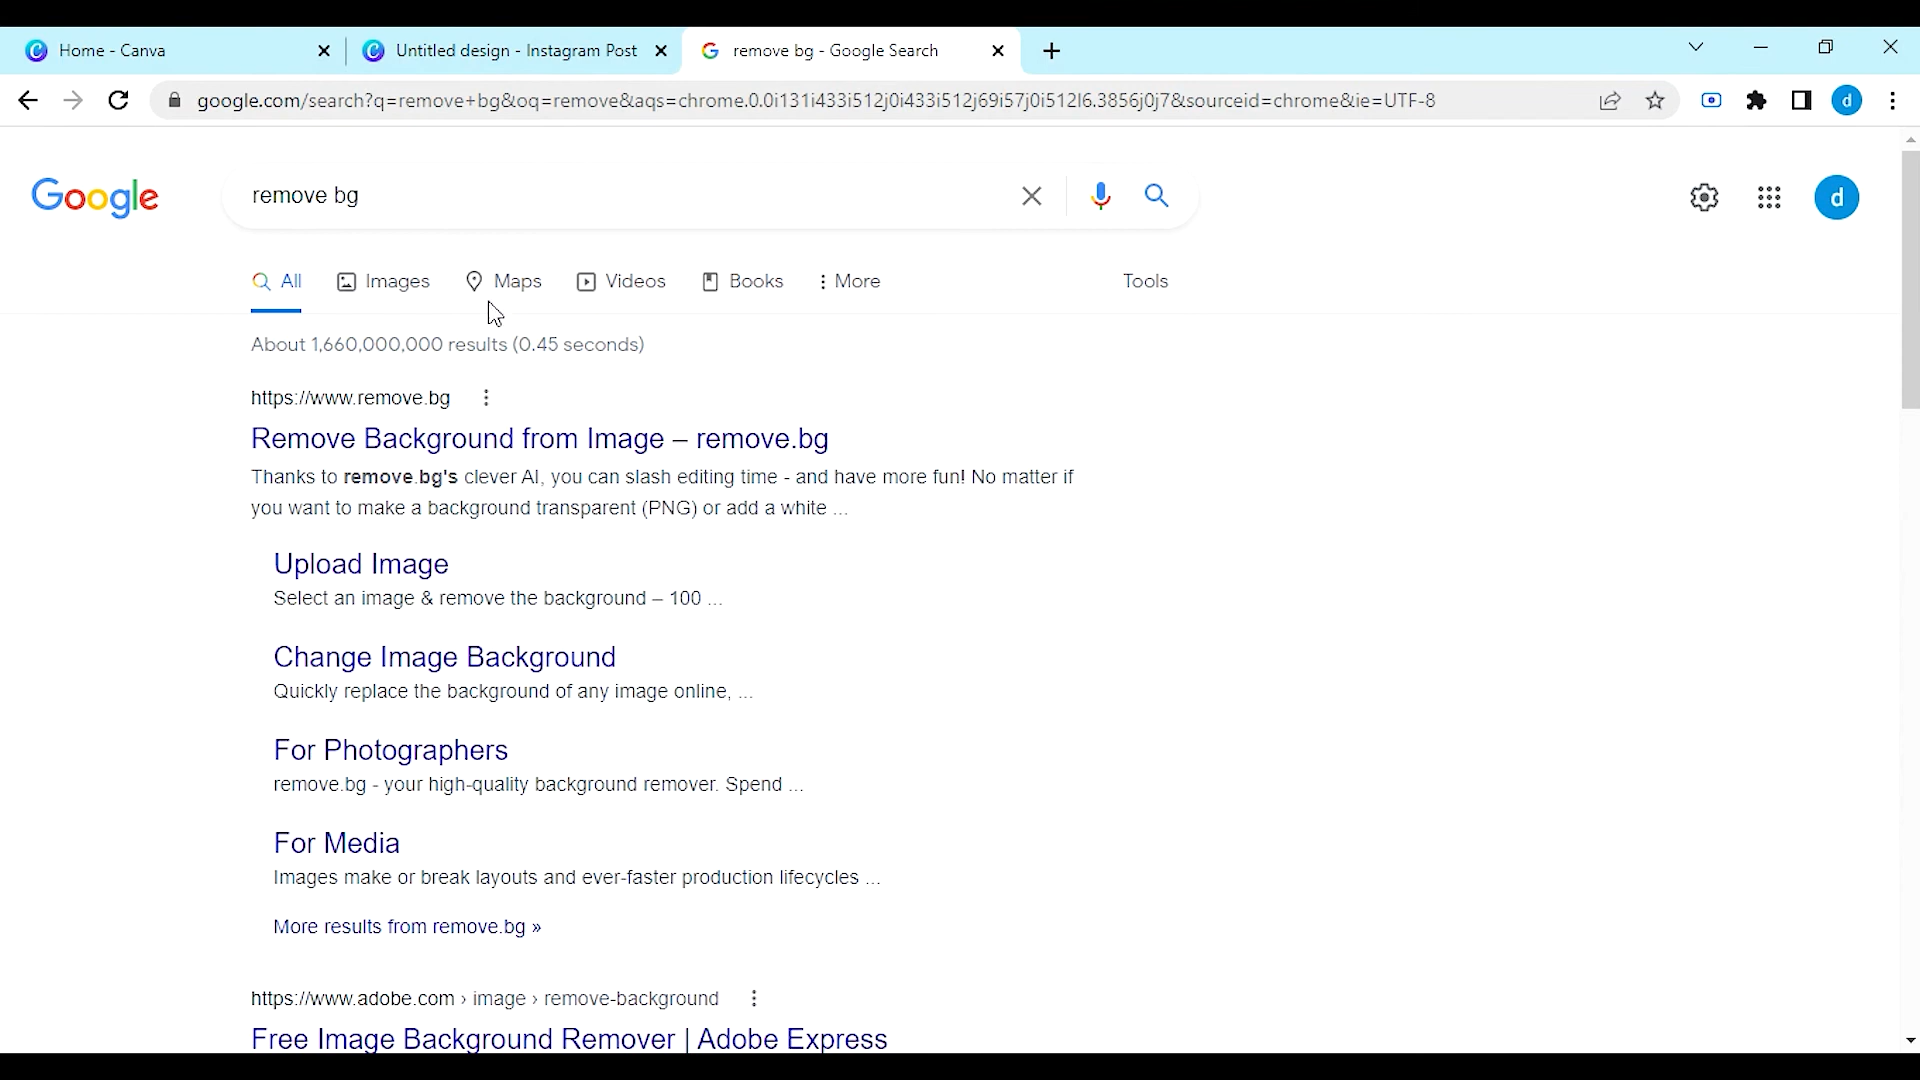 Home - Canva
Untitled design - Instagram Post
remove bg - Google Search
google.com/search?q=remove+bg&oq=remove&aqs=chrome.0.0i131i433i512j0i433i512j69i57j0i512l6.3856j0j7&sourceid=chrome&ie=UTF-8
d
Google
remove bg
d
All
Images
Maps
Videos
Books
More
Tools
About 1,660,000,000 results (0.45 seconds)
https://www.remove.bg
Remove Background from Image – remove.bg
Thanks to remove.bg's clever AI, you can slash editing time - and have more fun! No matter if
you want to make a background transparent (PNG) or add a white ...
Upload Image
Select an image & remove the background – 100 ...
Change Image Background
Quickly replace the background of any image online, ...
For Photographers
remove.bg - your high-quality background remover. Spend ...
For Media
Images make or break layouts and ever-faster production lifecycles ...
More results from remove.bg »
https://www.adobe.com › image › remove-background
Free Image Background Remover | Adobe Express